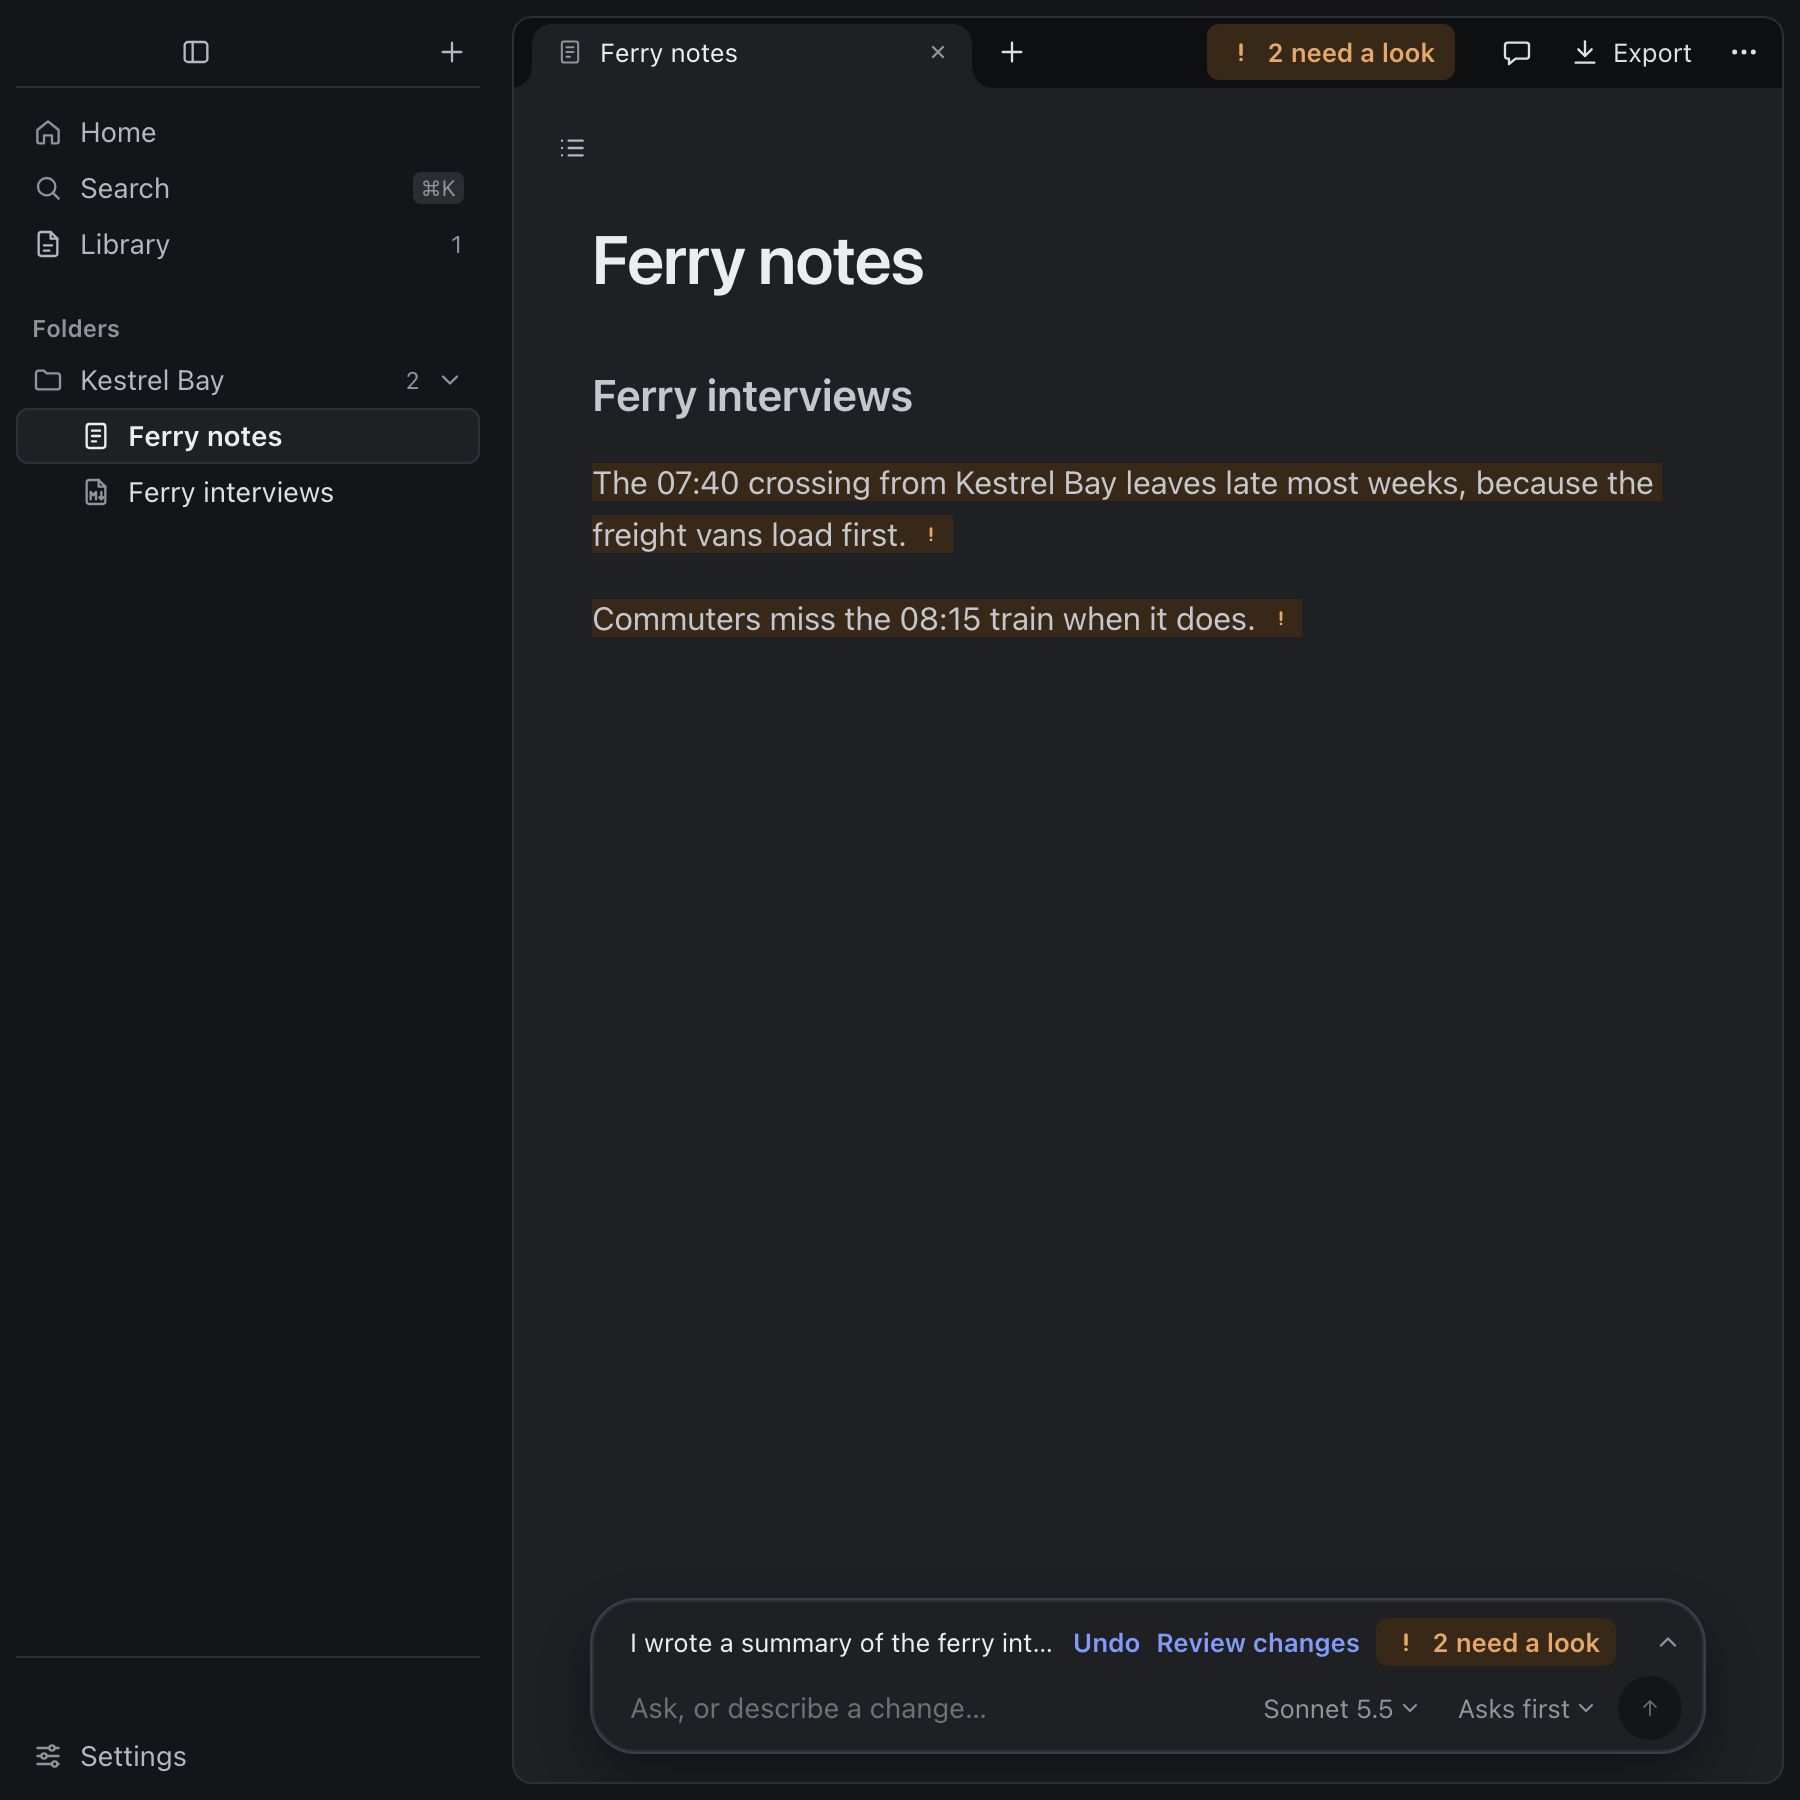 Home
Search ⌘K
Library 1
Folders
Kestrel Bay 2
Ferry notes
Ferry interviews
Settings
Ferry notes
! 2 need a look
Export
Ferry notes
Ferry interviews
The 07:40 crossing from Kestrel Bay leaves late most weeks, because the
freight vans load first. !
Commuters miss the 08:15 train when it does. !
I wrote a summary of the ferry int... Undo Review changes ! 2 need a look
Ask, or describe a change... Sonnet 5.5 Asks first